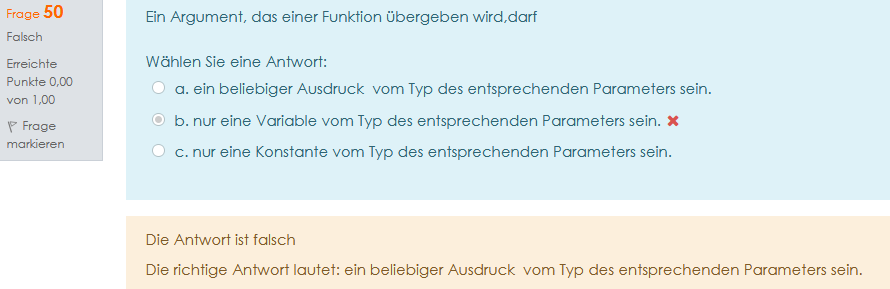 Frage 50
Falsch
Erreichte
Punkte 0,00
von 1,00
Frage
markieren
Ein Argument, das einer Funktion übergeben wird,darf
Wählen Sie eine Antwort:
a. ein beliebiger Ausdruck vom Typ des entsprechenden Parameters sein.
b. nur eine Variable vom Typ des entsprechenden Parameters sein.
c. nur eine Konstante vom Typ des entsprechenden Parameters sein.
Die Antwort ist falsch
Die richtige Antwort lautet: ein beliebiger Ausdruck vom Typ des entsprechenden Parameters sein.